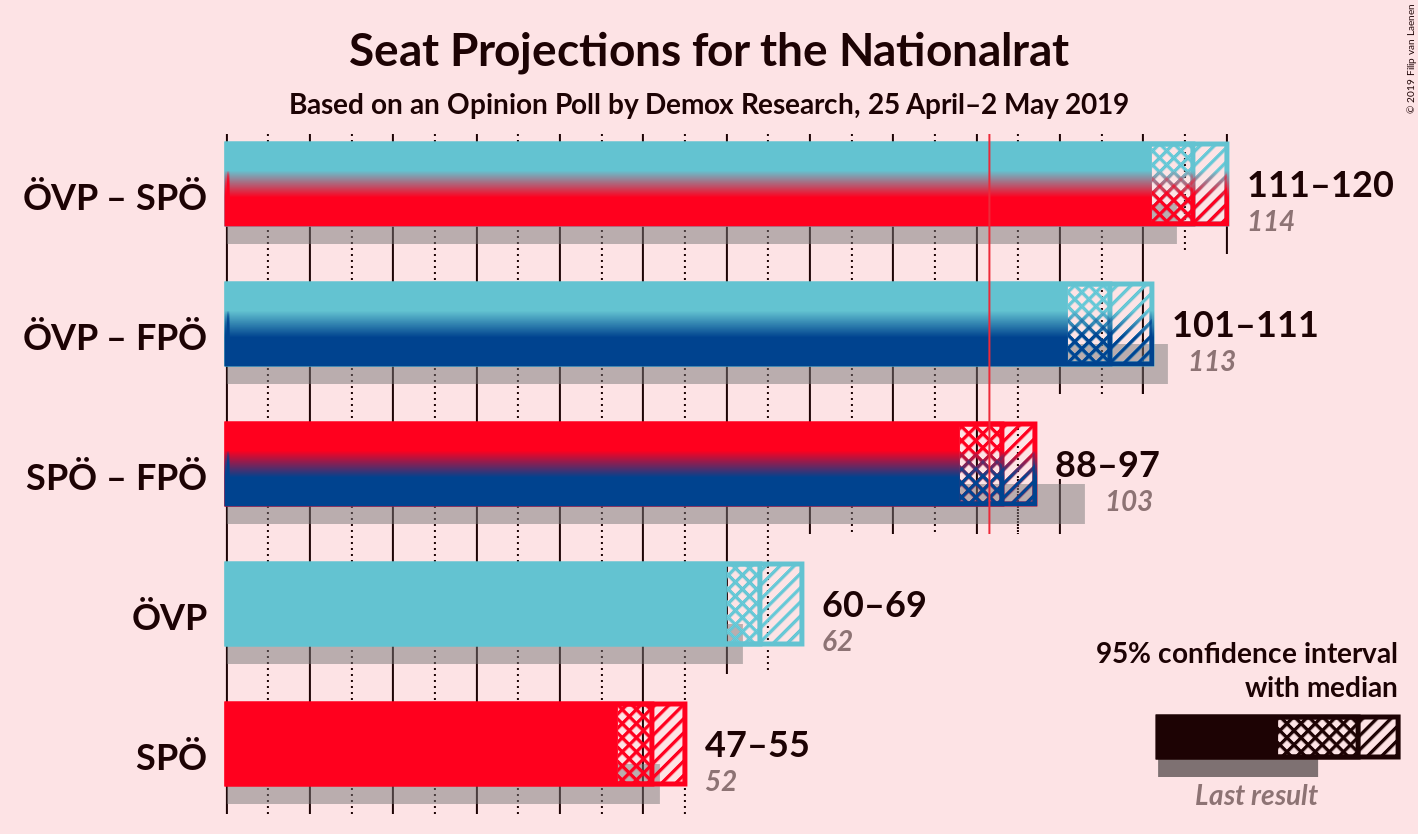 © 2019 Filip van Laenen
Seat Projections for the Nationalrat
Based on an Opinion Poll by Demox Research, 25 April–2 May 2019
ÖVP – SPÖ
111–120
114
ÖVP – FPÖ
101–111
113
SPÖ – FPÖ
88–97
103
ÖVP
60–69
62
SPÖ
47–55
52
95% confidence interval
with median
Last result